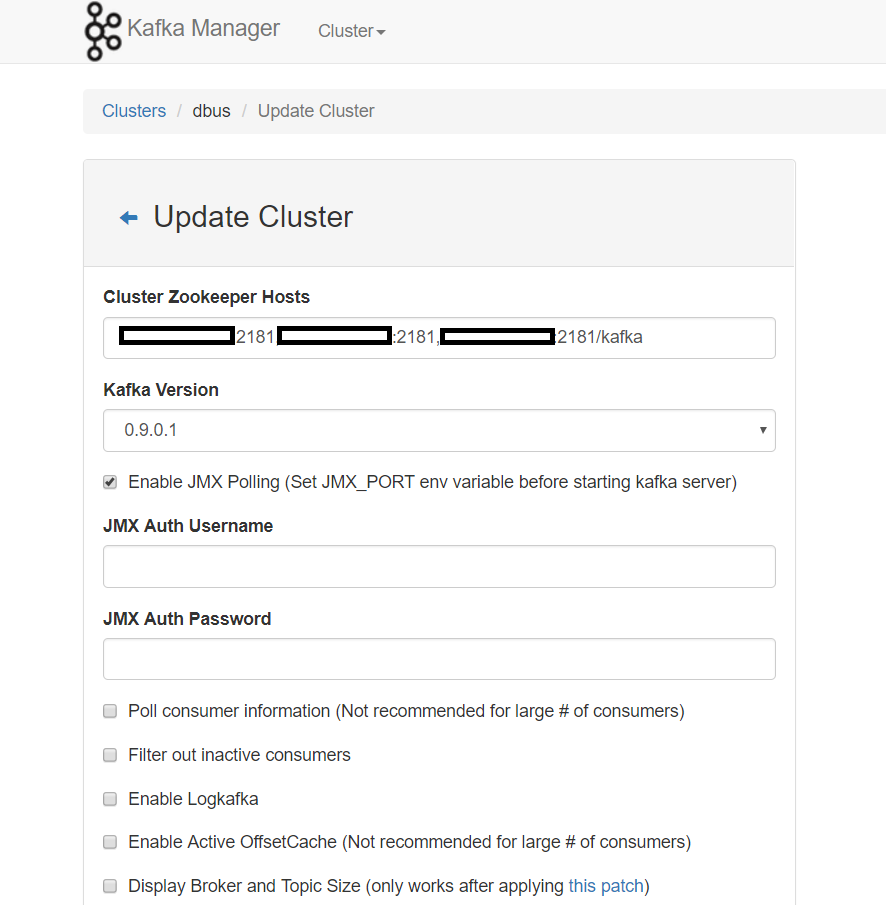 Kafka Manager Cluster
Clusters / dbus / Update Cluster
Update Cluster
Cluster Zookeeper Hosts
2181 :2181, :2181/kafka
Kafka Version
0.9.0.1
Enable JMX Polling (Set JMX_PORT env variable before starting kafka server)
JMX Auth Username
JMX Auth Password
Poll consumer information (Not recommended for large # of consumers)
Filter out inactive consumers
Enable Logkafka
Enable Active OffsetCache (Not recommended for large # of consumers)
Display Broker and Topic Size (only works after applying this patch)